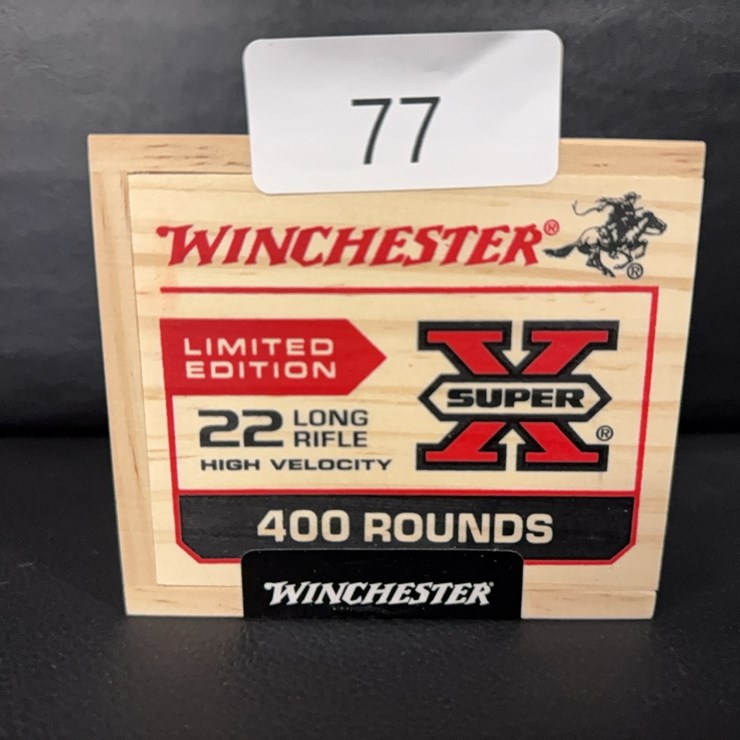 77
WINCHESTER®
®
LIMITED
EDITION
22 LONG
RIFLE
HIGH VELOCITY
X
SUPER
®
400 ROUNDS
WINCHESTER